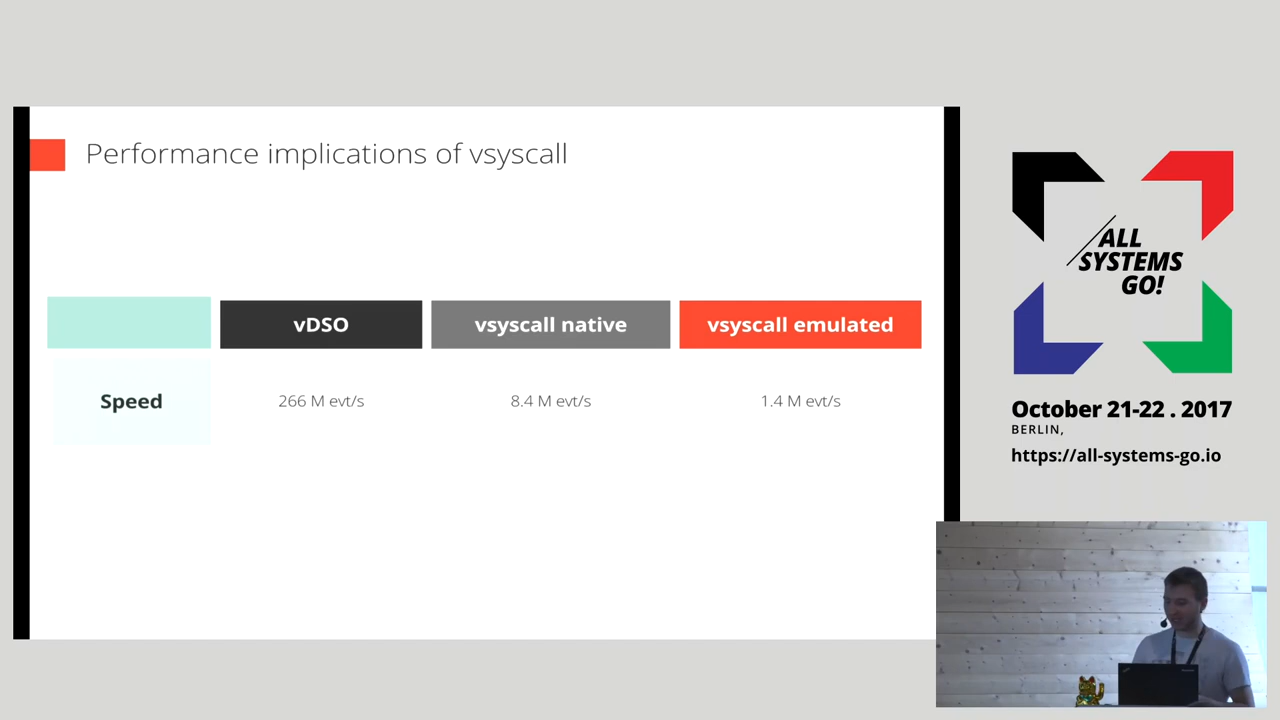 Performance implications of vsyscall
vDSO
vsyscall native
vsyscall emulated
Speed
266 M evt/s
8.4 M evt/s
1.4 M evt/s
ALL
SYSTEMS
GO!
October 21-22 . 2017
BERLIN,
https://all-systems-go.io